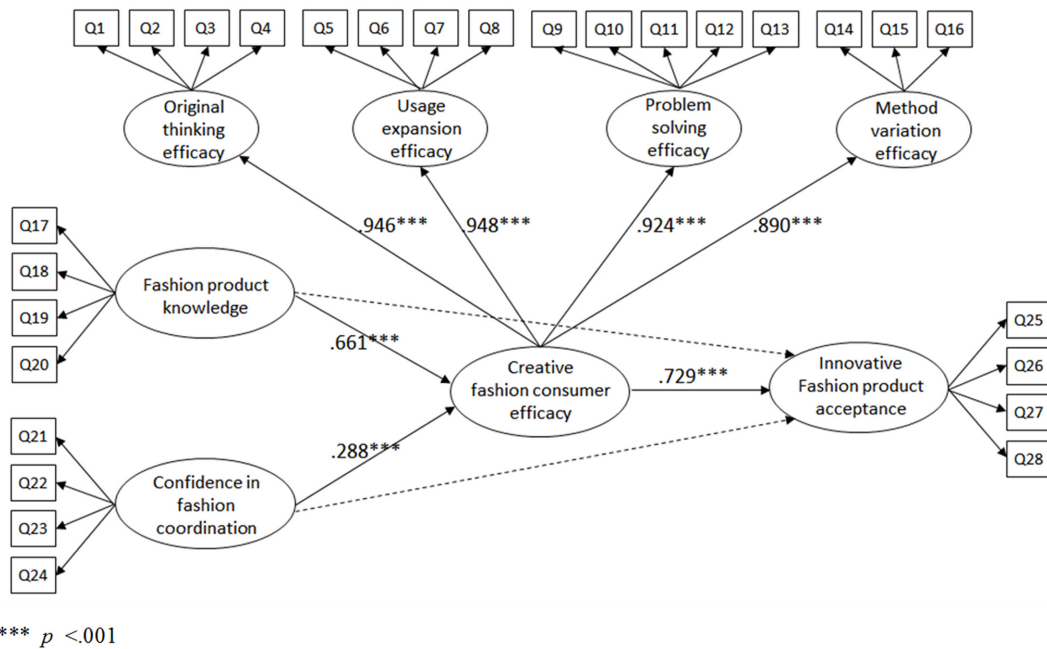 Q1 Q2 Q3 Q4 Q5 Q6 Q7 Q8 Q9 Q10 Q11 Q12 Q13 Q14 Q15 Q16
Original
thinking
efficacy
Usage
expansion
efficacy
Problem
solving
efficacy
Method
variation
efficacy
.946*** .948*** .924*** .890***
Q17
Q18
Q19
Q20
Fashion product
knowledge
.661***
Q21
Q22
Q23
Q24
Confidence in
fashion
coordination
.288***
Creative
fashion consumer
efficacy
.729***
Innovative
Fashion product
acceptance
Q25
Q26
Q27
Q28
*** p <.001